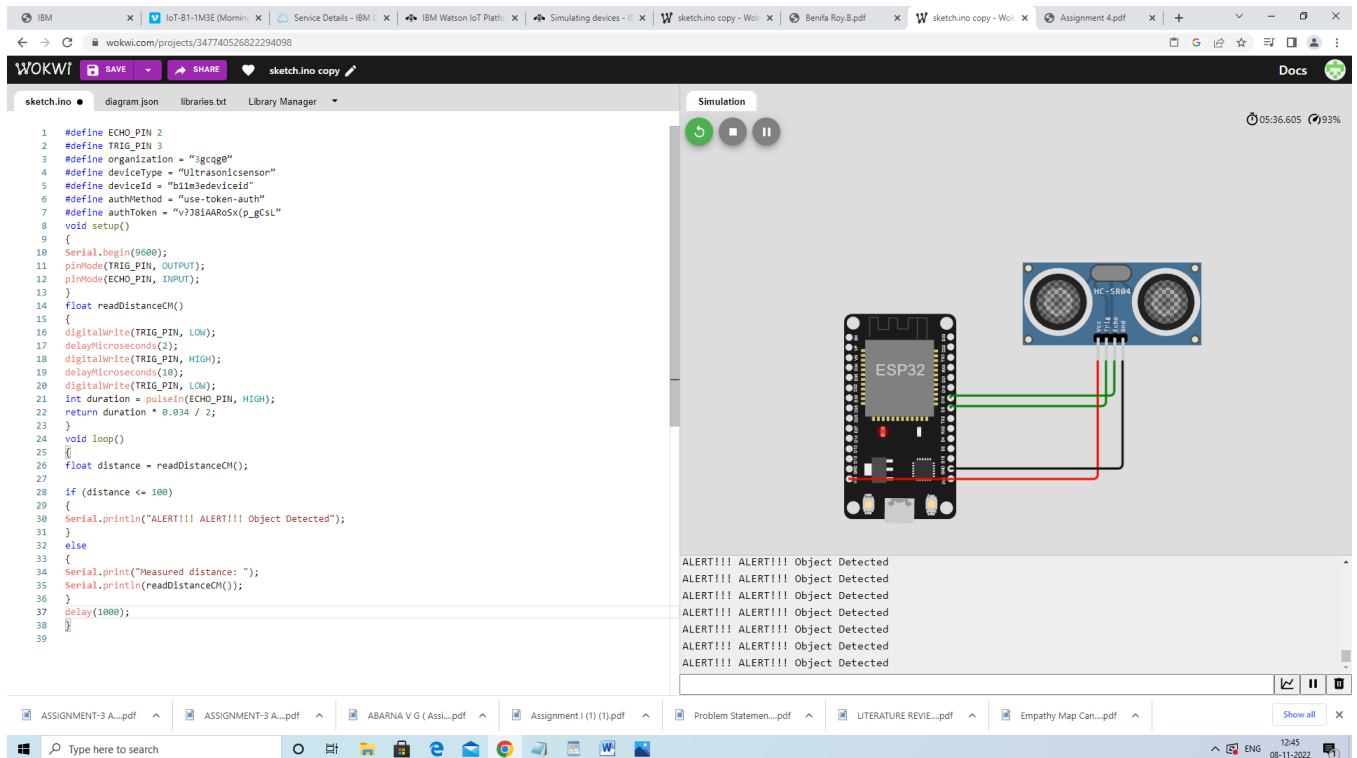 IBM
IoT-B1-1M3E (Mornin
Service Details - IBM C
IBM Watson IoT Platfo
Simulating devices - I
sketch.ino copy - Wok
Benifa Roy.B.pdf
sketch.ino copy - Wok
Assignment 4.pdf
wokwi.com/projects/347740526822294098
WOKWI
SAVE
SHARE
sketch.ino copy
Docs
sketch.ino
diagram.json
libraries.txt
Library Manager
Simulation
05:36.605
93%
1 #define ECHO_PIN 2
2 #define TRIG_PIN 3
3 #define organization = “3gcqg0”
4 #define deviceType = “Ultrasonicsensor”
5 #define deviceId = “b11m3edeviceid"
6 #define authMethod = “use-token-auth”
7 #define authToken = “v?J8iAARoSx(p_gCsL”
8 void setup()
9 {
10 Serial.begin(9600);
11 pinMode(TRIG_PIN, OUTPUT);
12 pinMode(ECHO_PIN, INPUT);
13 }
14 float readDistanceCM()
15 {
16 digitalWrite(TRIG_PIN, LOW);
17 delayMicroseconds(2);
18 digitalWrite(TRIG_PIN, HIGH);
19 delayMicroseconds(10);
20 digitalWrite(TRIG_PIN, LOW);
21 int duration = pulseIn(ECHO_PIN, HIGH);
22 return duration * 0.034 / 2;
23 }
24 void loop()
25 {
26 float distance = readDistanceCM();
27
28 if (distance <= 100)
29 {
30 Serial.println("ALERT!!! ALERT!!! Object Detected");
31 }
32 else
33 {
34 Serial.print("Measured distance: ");
35 Serial.println(readDistanceCM());
36 }
37 delay(1000);
38 }
39
HC-SR04
Vcc
Trig
Echo
Gnd
ESP32
ALERT!!! ALERT!!! Object Detected
ALERT!!! ALERT!!! Object Detected
ALERT!!! ALERT!!! Object Detected
ALERT!!! ALERT!!! Object Detected
ALERT!!! ALERT!!! Object Detected
ALERT!!! ALERT!!! Object Detected
ALERT!!! ALERT!!! Object Detected
ASSIGNMENT-3 A....pdf
ASSIGNMENT-3 A....pdf
ABARNA V G ( Assi....pdf
Assignment I (1) (1).pdf
Problem Statemen....pdf
LITERATURE REVIE....pdf
Empathy Map Can....pdf
Show all
Type here to search
ENG
12:45
08-11-2022